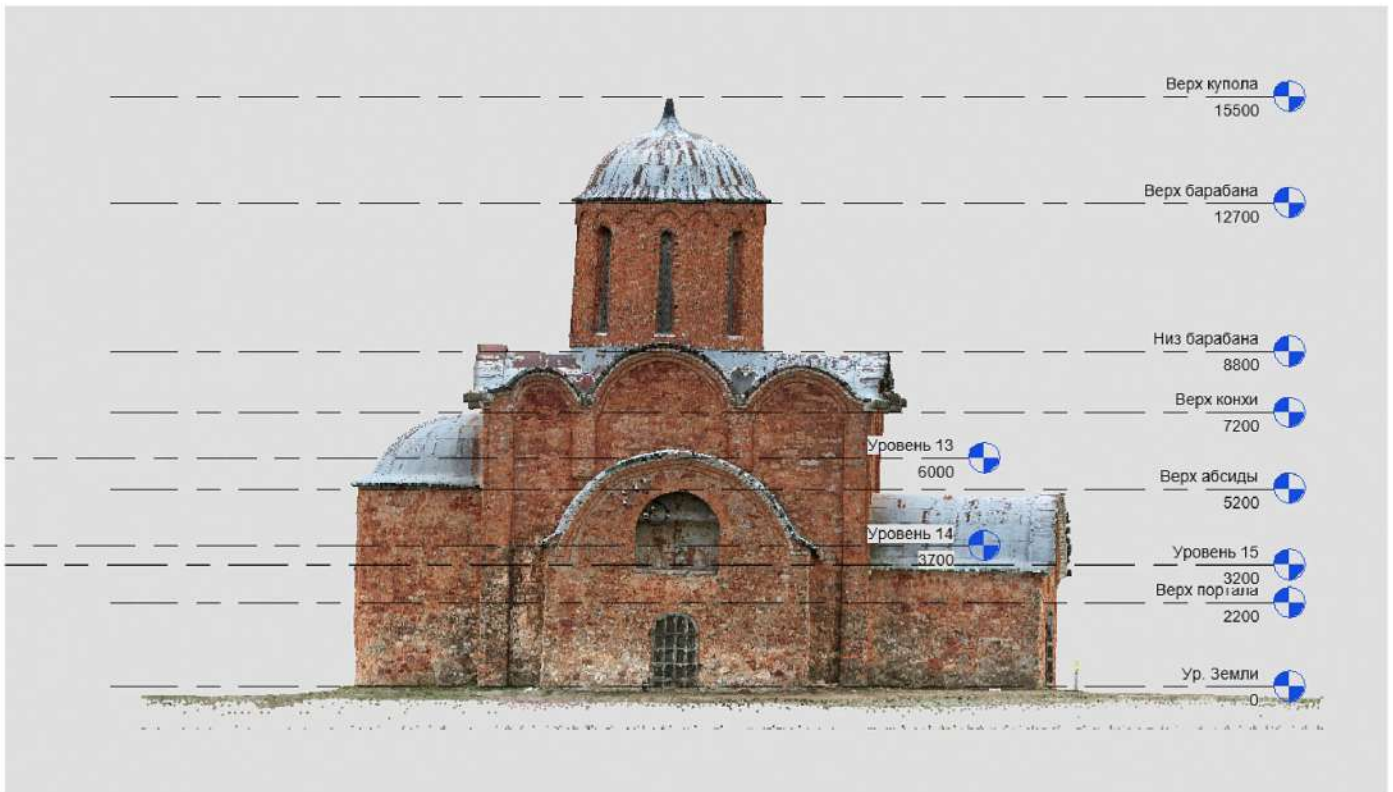 Верх купола
15500
Верх барабана
12700
Низ барабана
8800
Верх конхи
7200
Уровень 13
6000
Верх абсиды
5200
Уровень 14
3700
Уровень 15
3200
Верх портала
2200
Ур. Земли
0